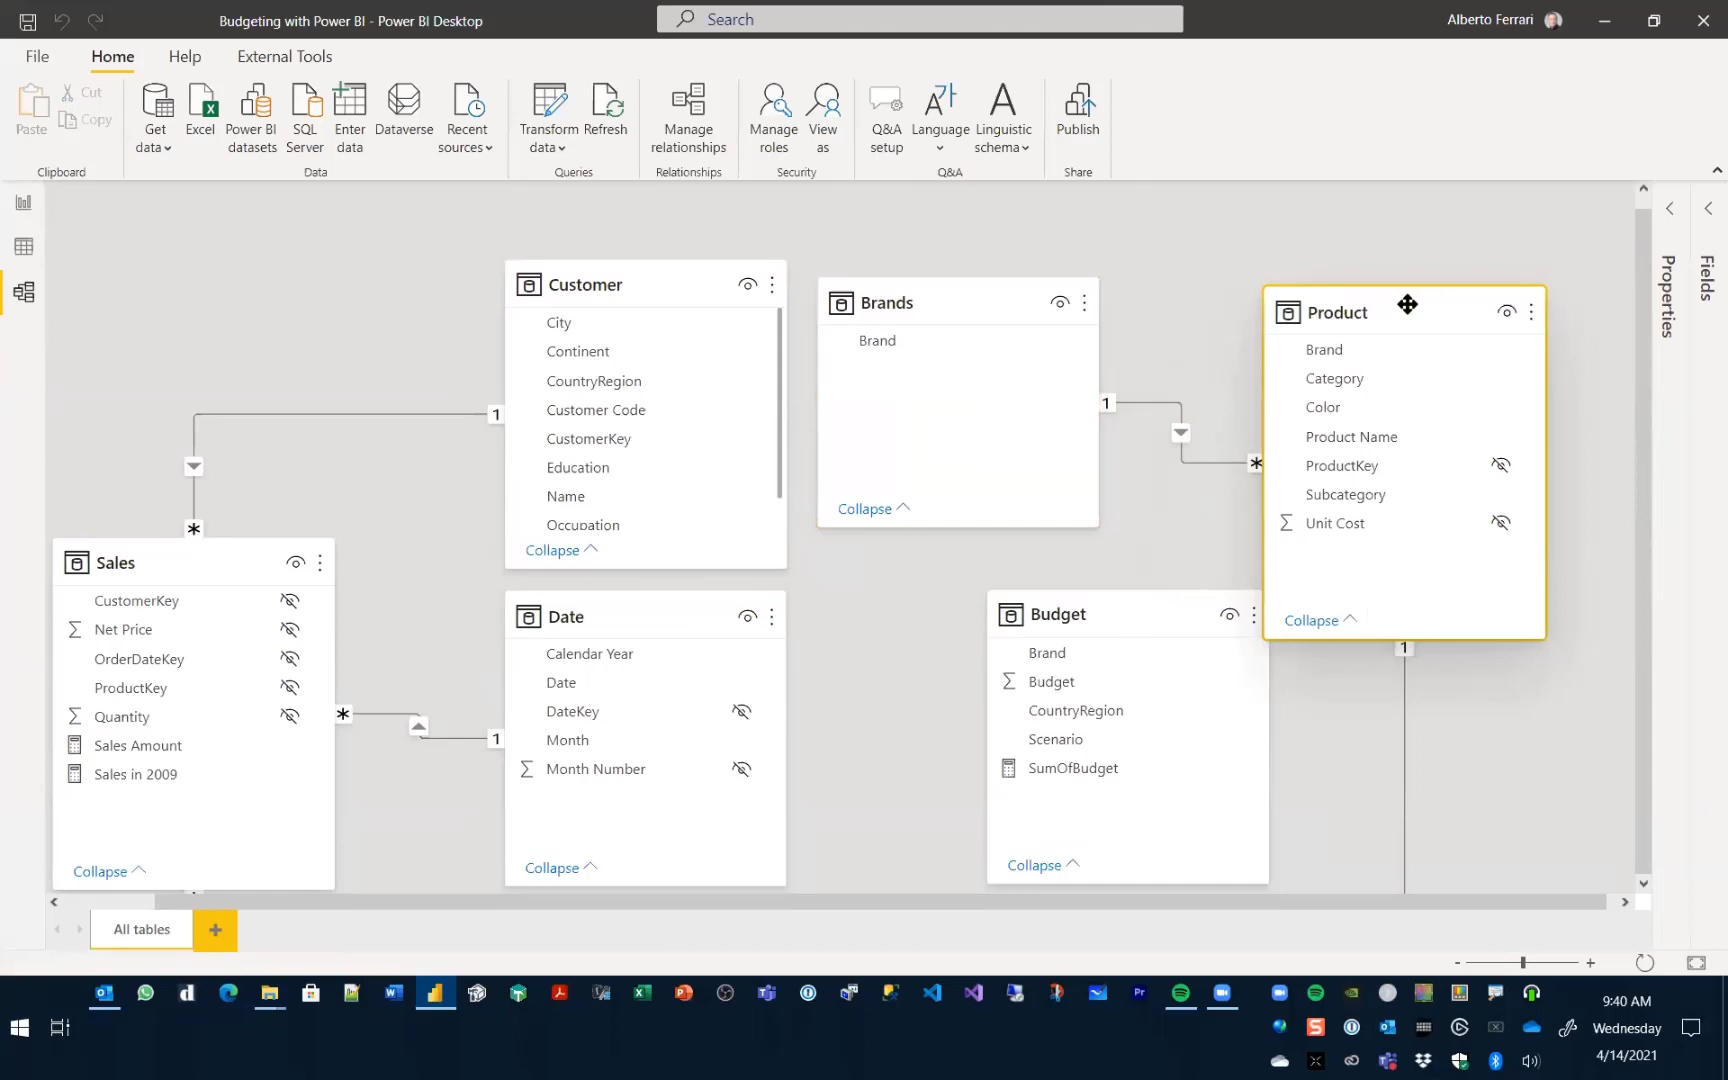 Budgeting with Power BI - Power BI Desktop
Search
Alberto Ferrari
File
Home
Help
External Tools
Paste
Cut
Copy
Clipboard
Get data
Excel
Power BI datasets
SQL Server
Enter data
Dataverse
Recent sources
Data
Transform data
Refresh
Queries
Manage relationships
Relationships
Manage roles
View as
Security
Q&A setup
Language
Linguistic schema
Q&A
Publish
Share
Customer
City
Continent
CountryRegion
Customer Code
CustomerKey
Education
Name
Occupation
Collapse
Brands
Brand
Collapse
Product
Brand
Category
Color
Product Name
ProductKey
Subcategory
Unit Cost
Collapse
1
*
1
*
1
Sales
CustomerKey
Net Price
OrderDateKey
ProductKey
Quantity
Sales Amount
Sales in 2009
Collapse
*
1
Date
Calendar Year
Date
DateKey
Month
Month Number
Collapse
Budget
Brand
Budget
CountryRegion
Scenario
SumOfBudget
Collapse
Properties
Fields
All tables
+
-
+
9:40 AM
Wednesday
4/14/2021